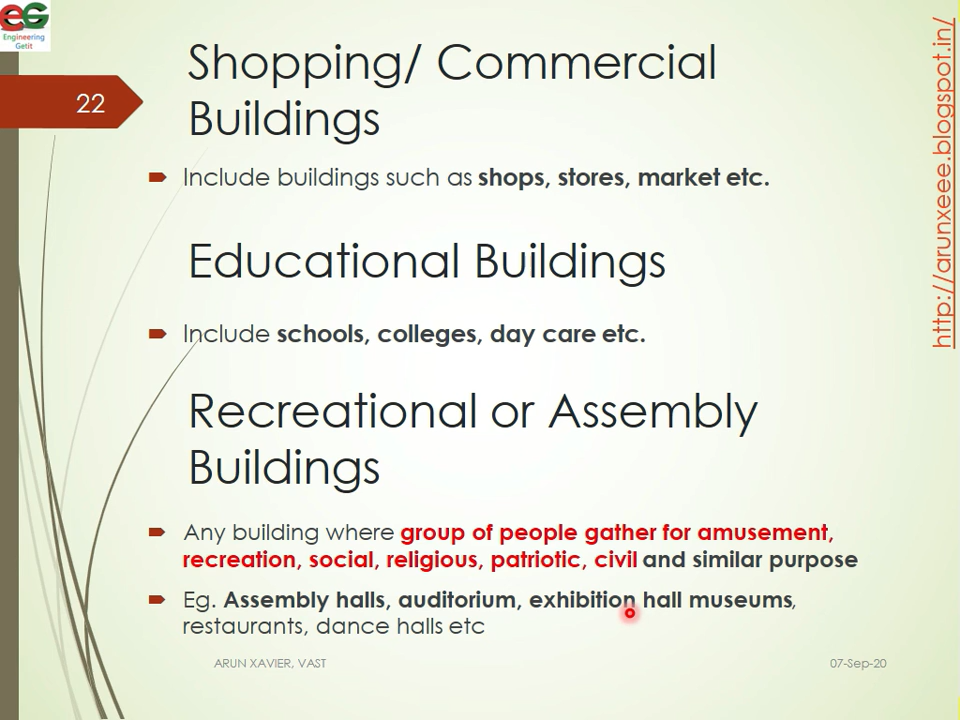 EG
Engineering
Getit
http://arunxeee.blogspot.in/
22
Shopping/ Commercial
Buildings
Include buildings such as shops, stores, market etc.
Educational Buildings
Include schools, colleges, day care etc.
Recreational or Assembly
Buildings
Any building where group of people gather for amusement,
recreation, social, religious, patriotic, civil and similar purpose
Eg. Assembly halls, auditorium, exhibition hall museums,
restaurants, dance halls etc
ARUN XAVIER, VAST
07-Sep-20